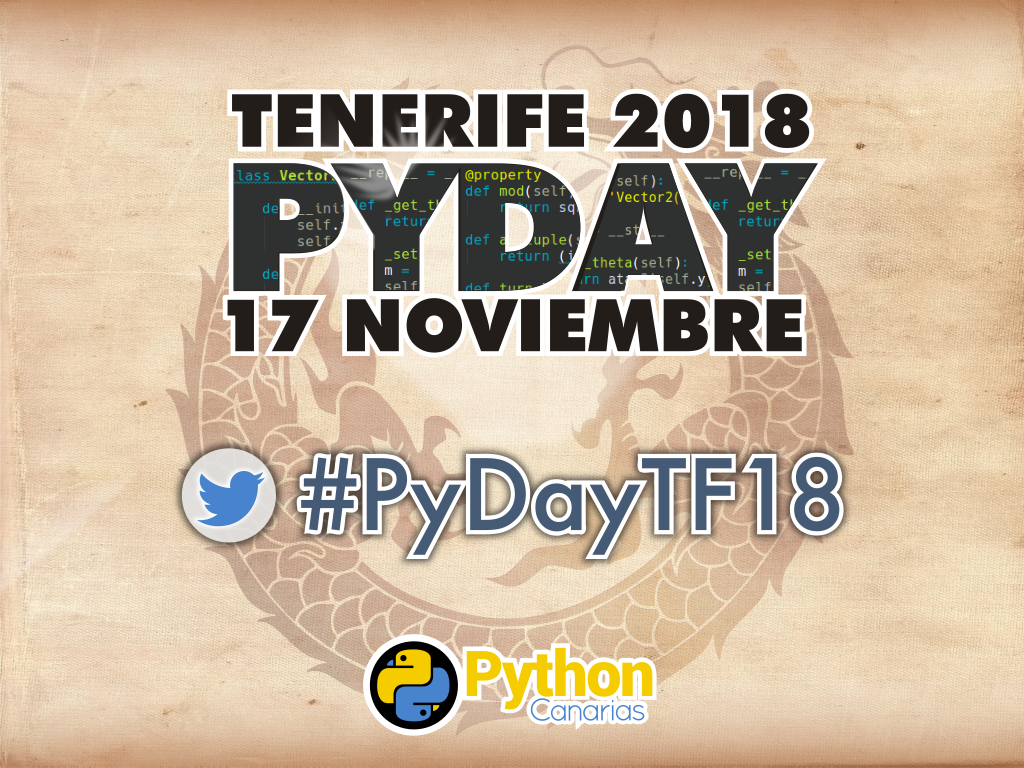 TENERIFE 2018
PYDAY
17 NOVIEMBRE
#PyDayTF18
Python
Canarias